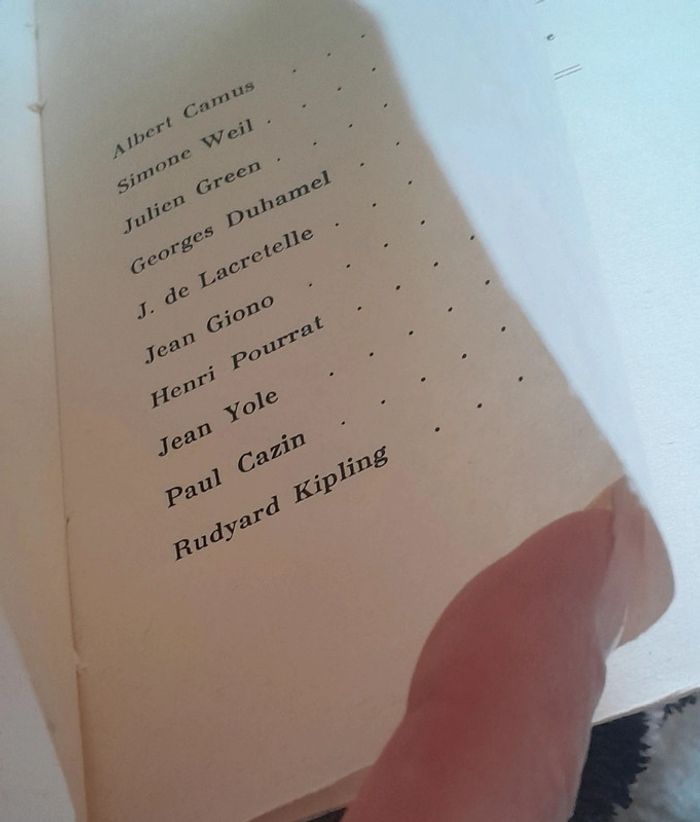 Albert Camus . . .
Simone Weil . . . .
Julien Green . . . .
Georges Duhamel . .
J. de Lacretelle . . .
Jean Giono . . . .
Henri Pourrat . . . .
Jean Yole . . . . .
Paul Cazin . . . .
Rudyard Kipling . . .